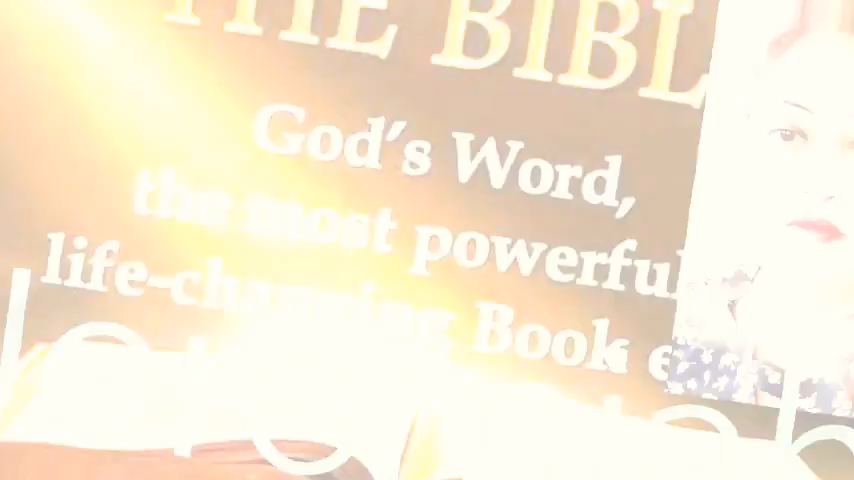 THE BIBL
God's Word,
the most powerful
life-changing Book e